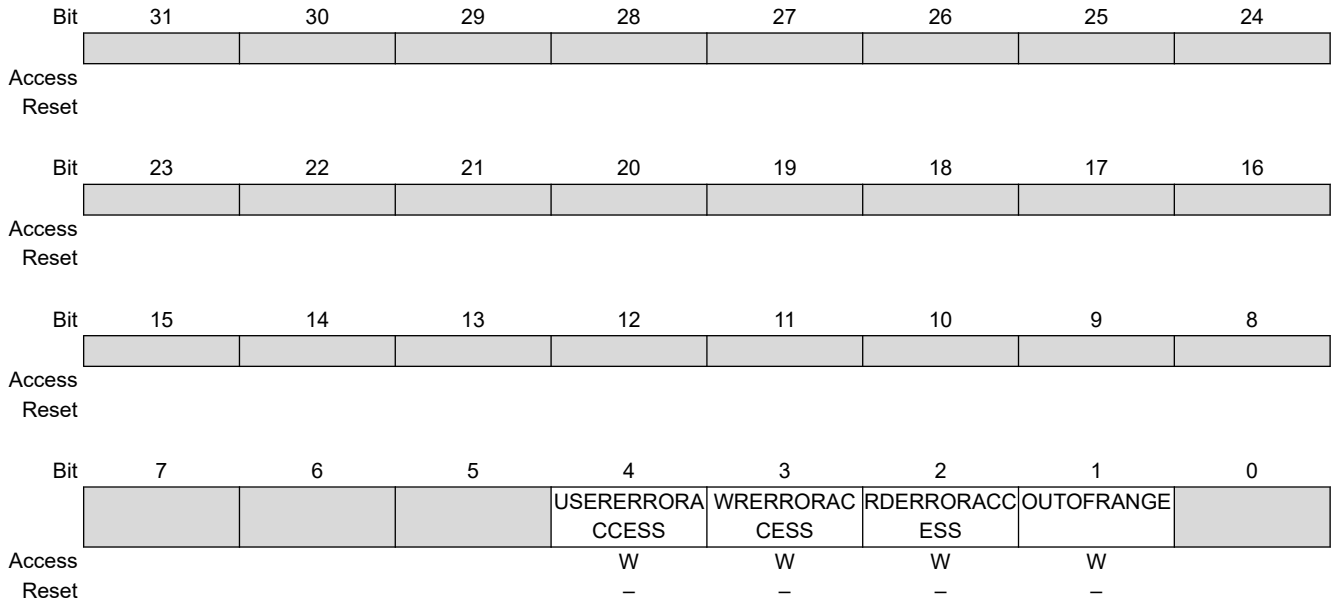 Bit 31 30 29 28 27 26 25 24
Access
Reset
Bit 23 22 21 20 19 18 17 16
Access
Reset
Bit 15 14 13 12 11 10 9 8
Access
Reset
Bit 7 6 5 4 3 2 1 0
USERERRORA WRERRORAC RDERRORACC OUTOFRANGE
CCESS CESS ESS
Access W W W W
Reset – – – –